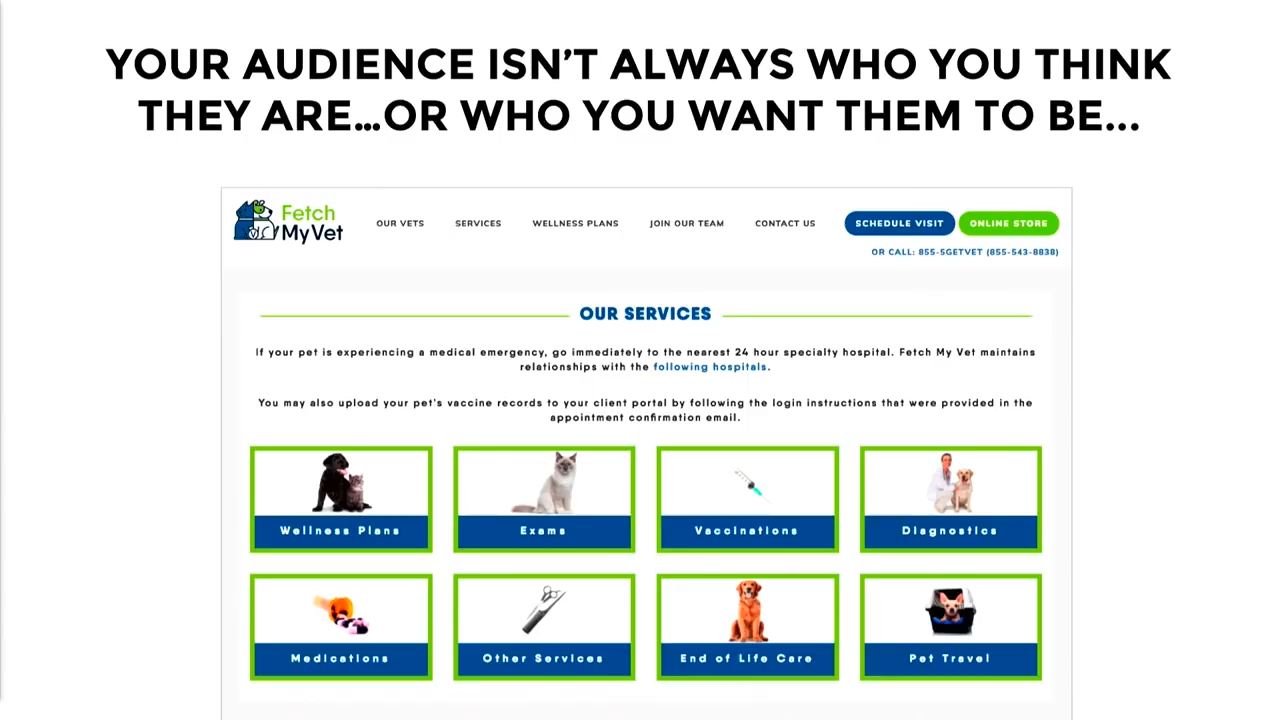 YOUR AUDIENCE ISN’T ALWAYS WHO YOU THINK
THEY ARE…OR WHO YOU WANT THEM TO BE...
Fetch
My Vet
OUR VETS
SERVICES
WELLNESS PLANS
JOIN OUR TEAM
CONTACT US
SCHEDULE VISIT
ONLINE STORE
OR CALL: 855-5GETVET (855-543-8838)
OUR SERVICES
If your pet is experiencing a medical emergency, go immediately to the nearest 24 hour specialty hospital. Fetch My Vet maintains
relationships with the following hospitals.
You may also upload your pet's vaccine records to your client portal by following the login instructions that were provided in the
appointment confirmation email.
Wellness Plans
Exams
Vaccinations
Diagnostics
Medications
Other Services
End of Life Care
Pet Travel